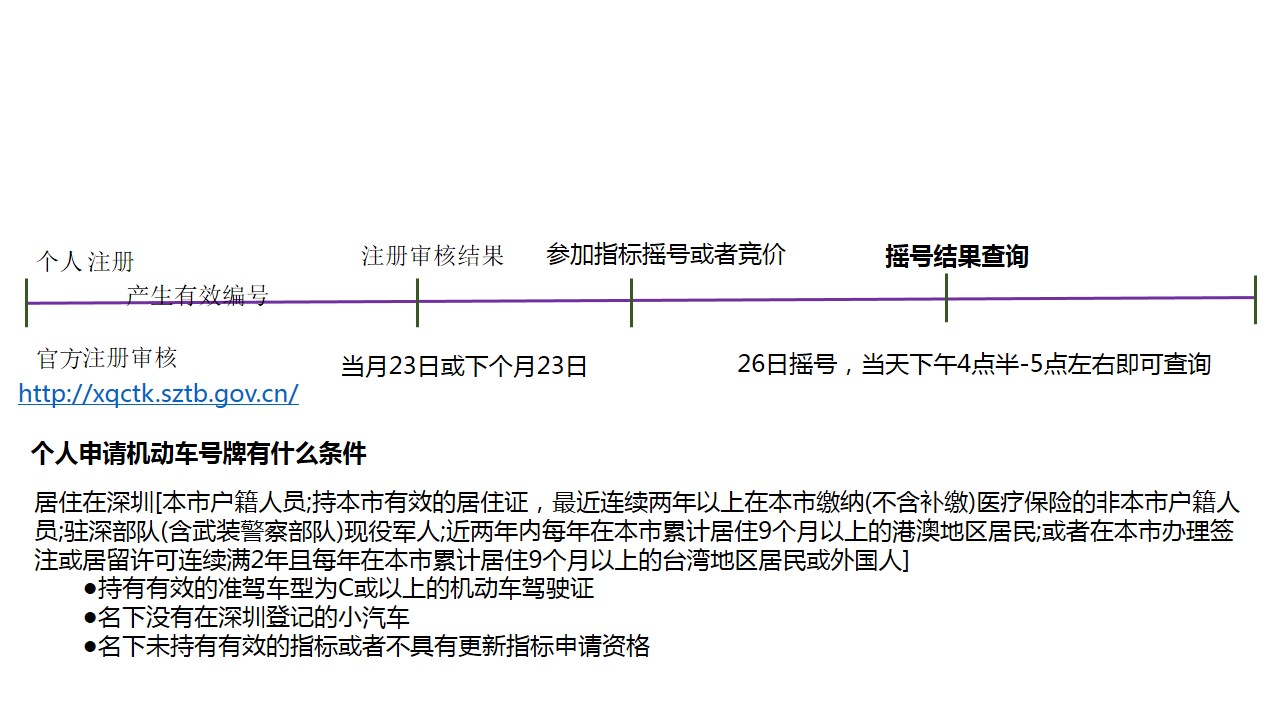 个人注册
注册审核结果
参加指标摇号或者竞价
摇号结果查询
产生有效编号
官方注册审核
http://xqctk.sztb.gov.cn/
当月23日或下个月23日
26日摇号，当天下午4点半-5点左右即可查询
个人申请机动车号牌有什么条件
居住在深圳[本市户籍人员;持本市有效的居住证，最近连续两年以上在本市缴纳(不含补缴)医疗保险的非本市户籍人
员;驻深部队(含武装警察部队)现役军人;近两年内每年在本市累计居住9个月以上的港澳地区居民;或者在本市办理签
注或居留许可连续满2年且每年在本市累计居住9个月以上的台湾地区居民或外国人]
●持有有效的准驾车型为C或以上的机动车驾驶证
●名下没有在深圳登记的小汽车
●名下未持有有效的指标或者不具有更新指标申请资格